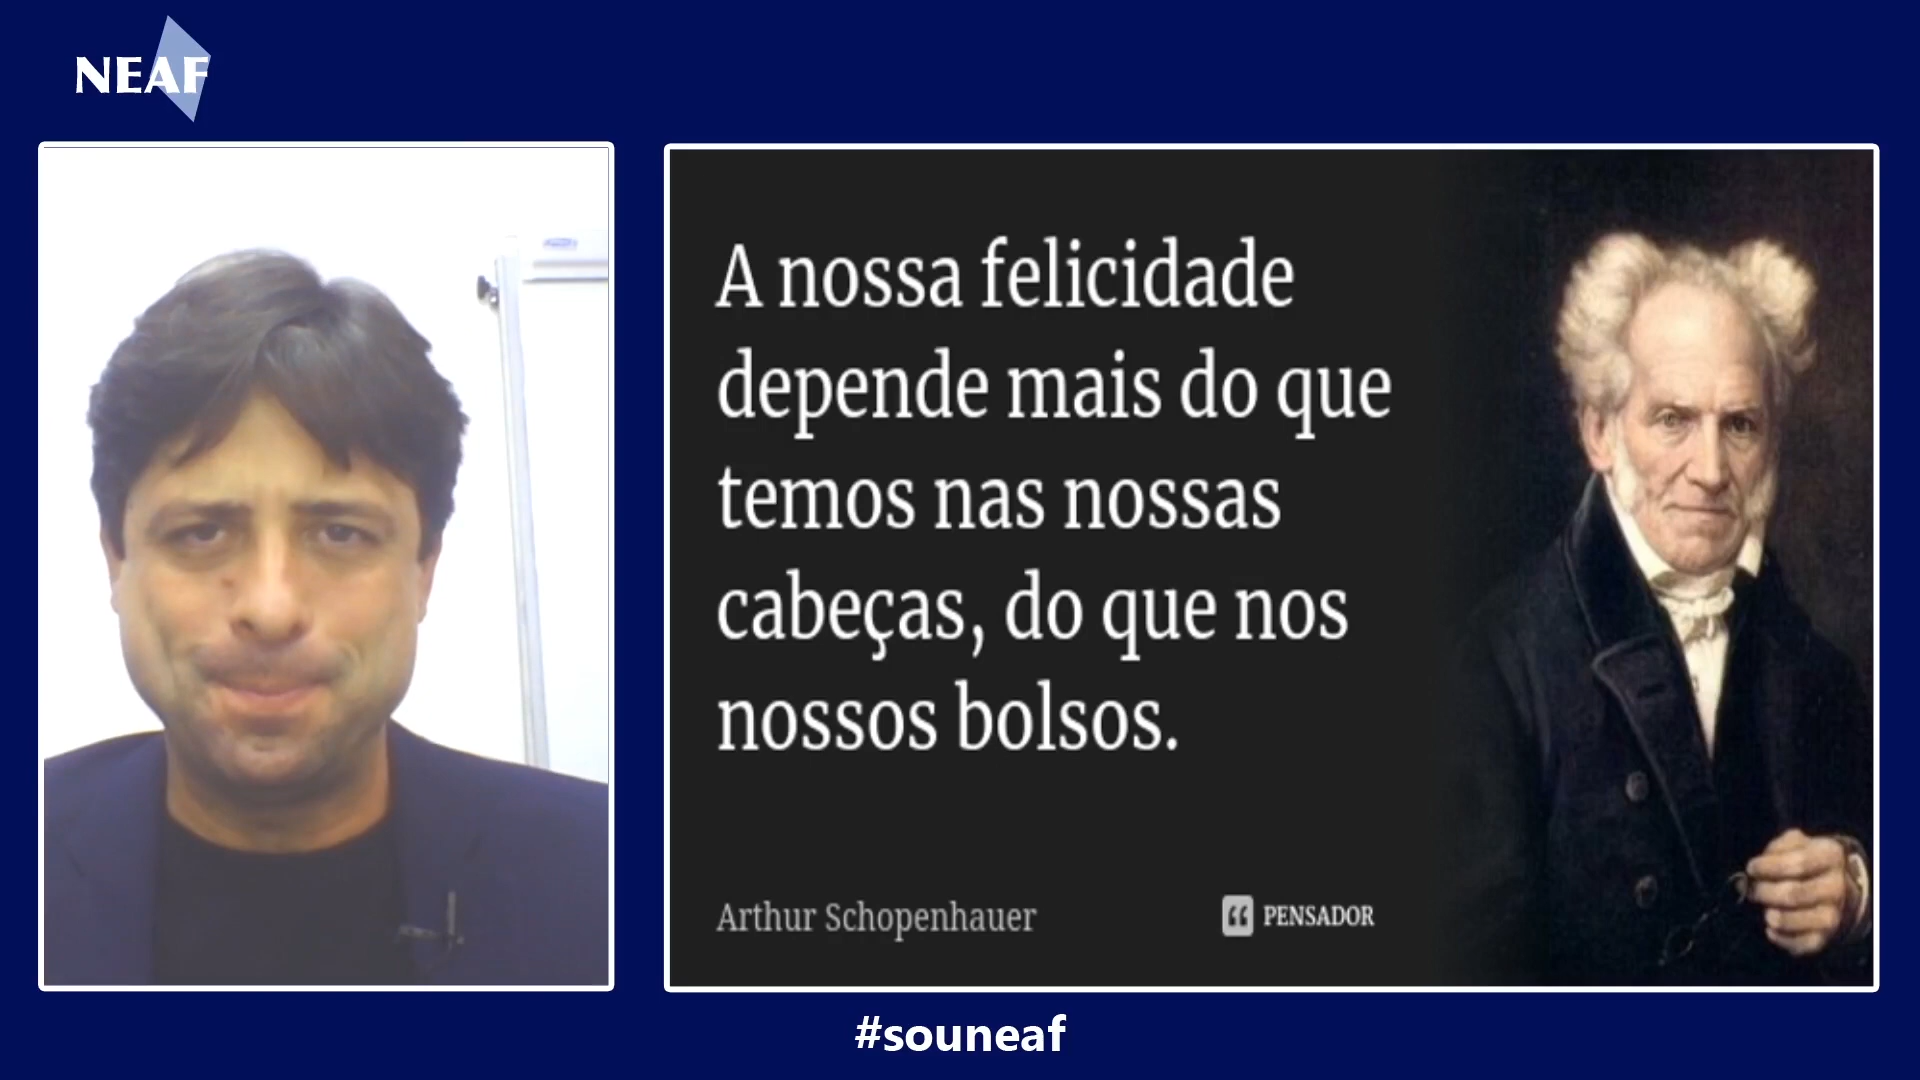 NEAF
A nossa felicidade
depende mais do que
temos nas nossas
cabeças, do que nos
nossos bolsos.
Arthur Schopenhauer
PENSADOR
#souneaf